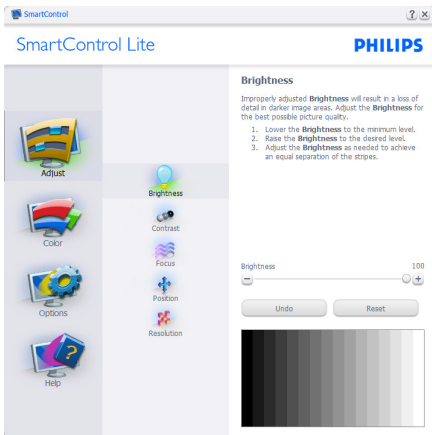 SmartControl
SmartControl Lite
PHILIPS
Adjust
Color
Options
Help
Brightness
Contrast
Focus
Position
Resolution
Brightness
Improperly adjusted Brightness will result in a loss of
detail in darker image areas. Adjust the Brightness for
the best possible picture quality.
1. Lower the Brightness to the minimum level.
2. Raise the Brightness to the desired level.
3. Adjust the Brightness as needed to achieve
an equal separation of the stripes.
Brightness 100
Undo Reset